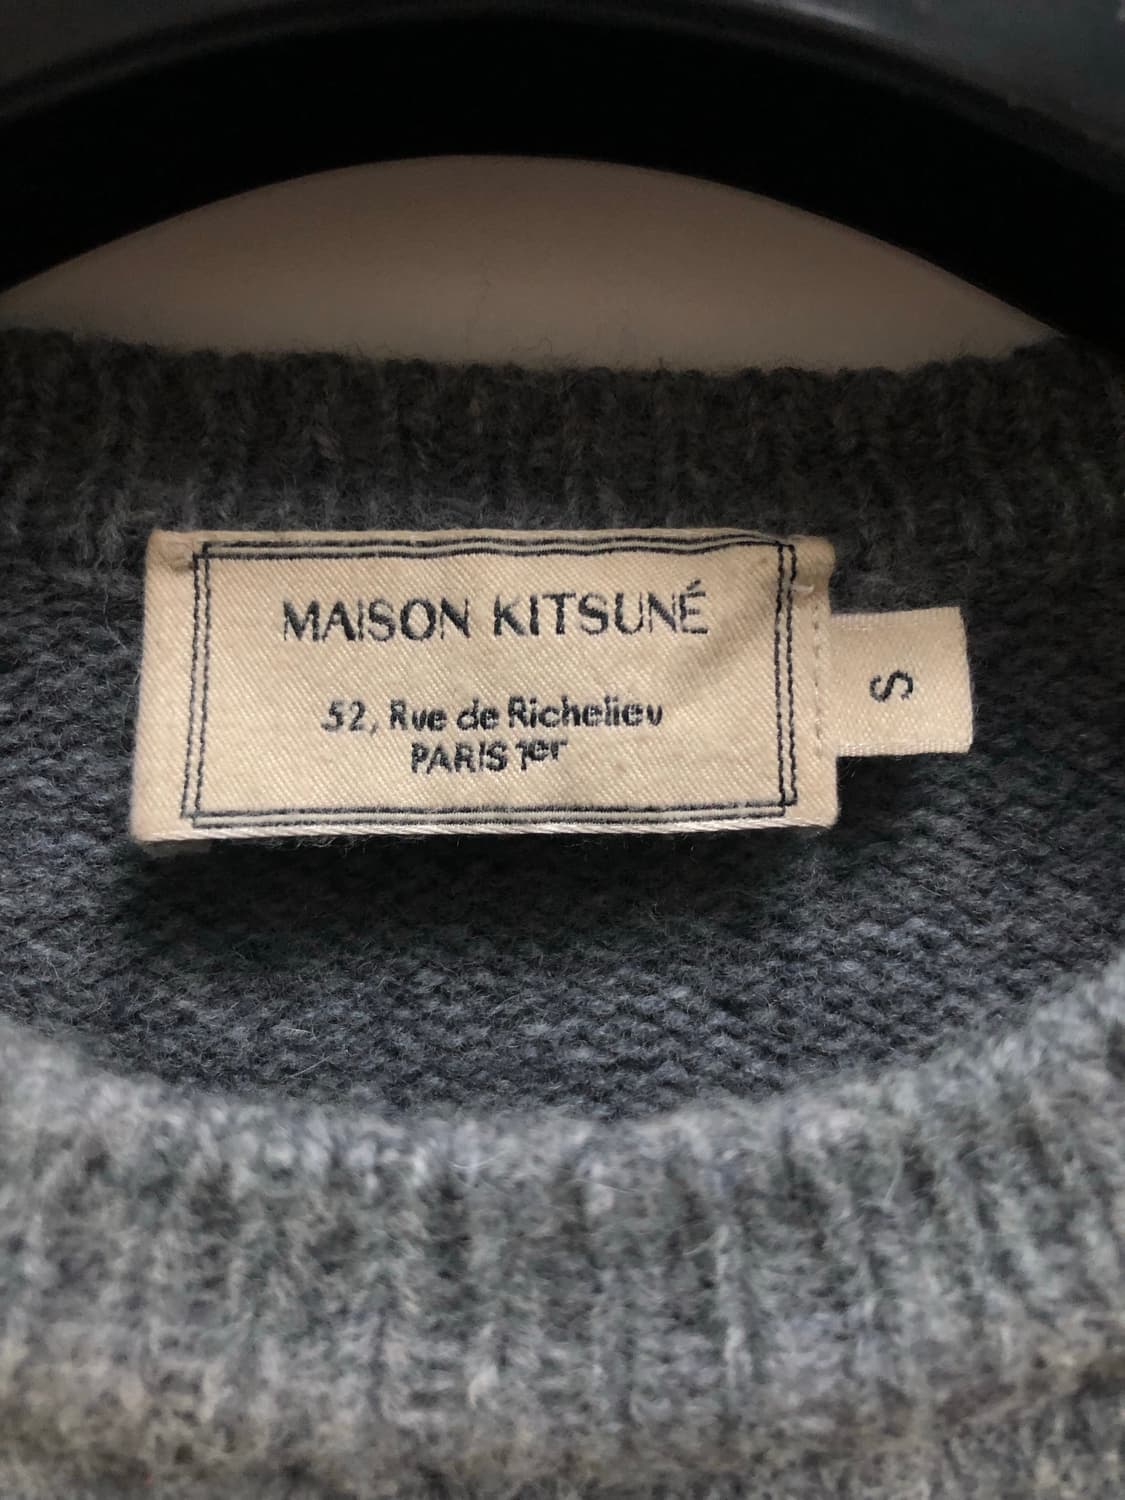 MAISON KITSUNÉ
52, Rue de Richelieu
PARIS 1er
S